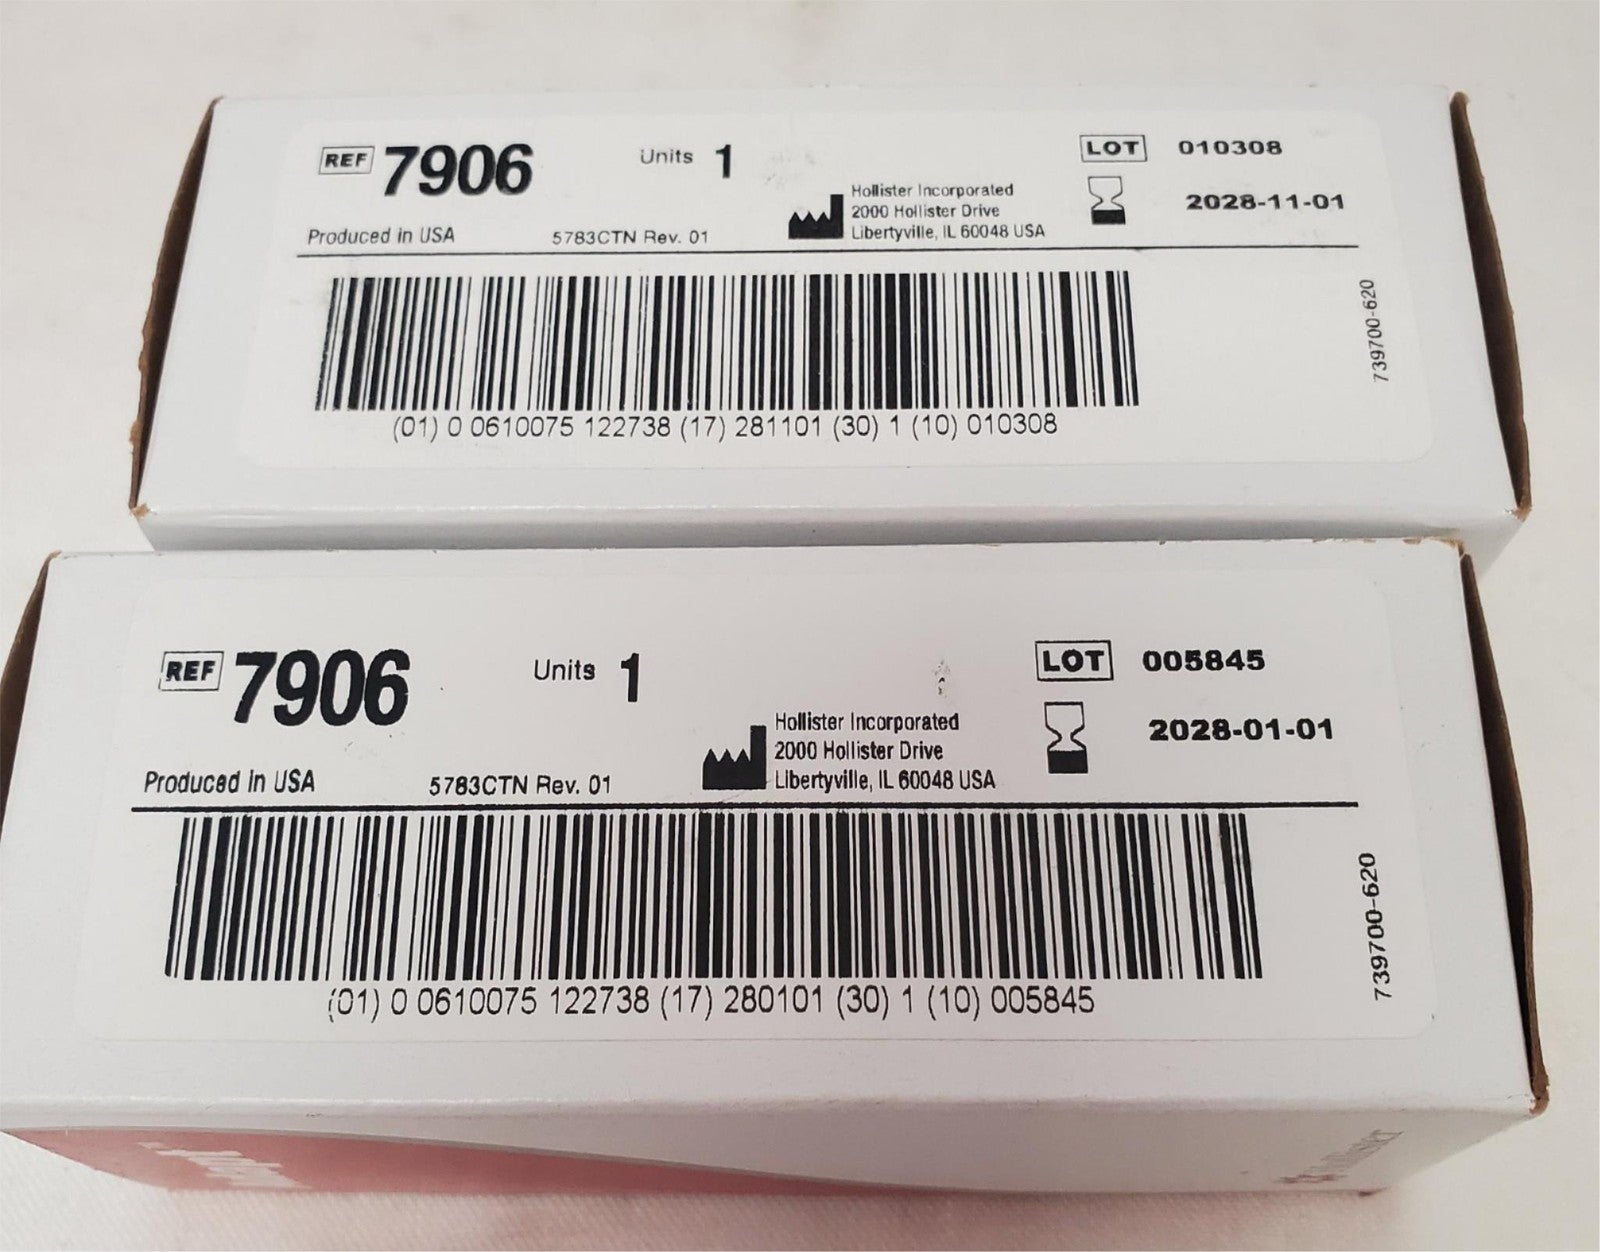 REF 7906 Units 1 LOT 010308
Hollister Incorporated
2000 Hollister Drive 2028-11-01
Produced in USA 5783CTN Rev. 01 Libertyville, IL 60048 USA
739700-620
(01) 0 0610075 122738 (17) 281101 (30) 1 (10) 010308
REF 7906 Units 1 LOT 005845
Hollister Incorporated 2028-01-01
2000 Hollister Drive
Produced in USA 5783CTN Rev. 01 Libertyville, IL 60048 USA
739700-620
(01) 0 0610075 122738 (17) 280101 (30) 1 (10) 005845
Hollister